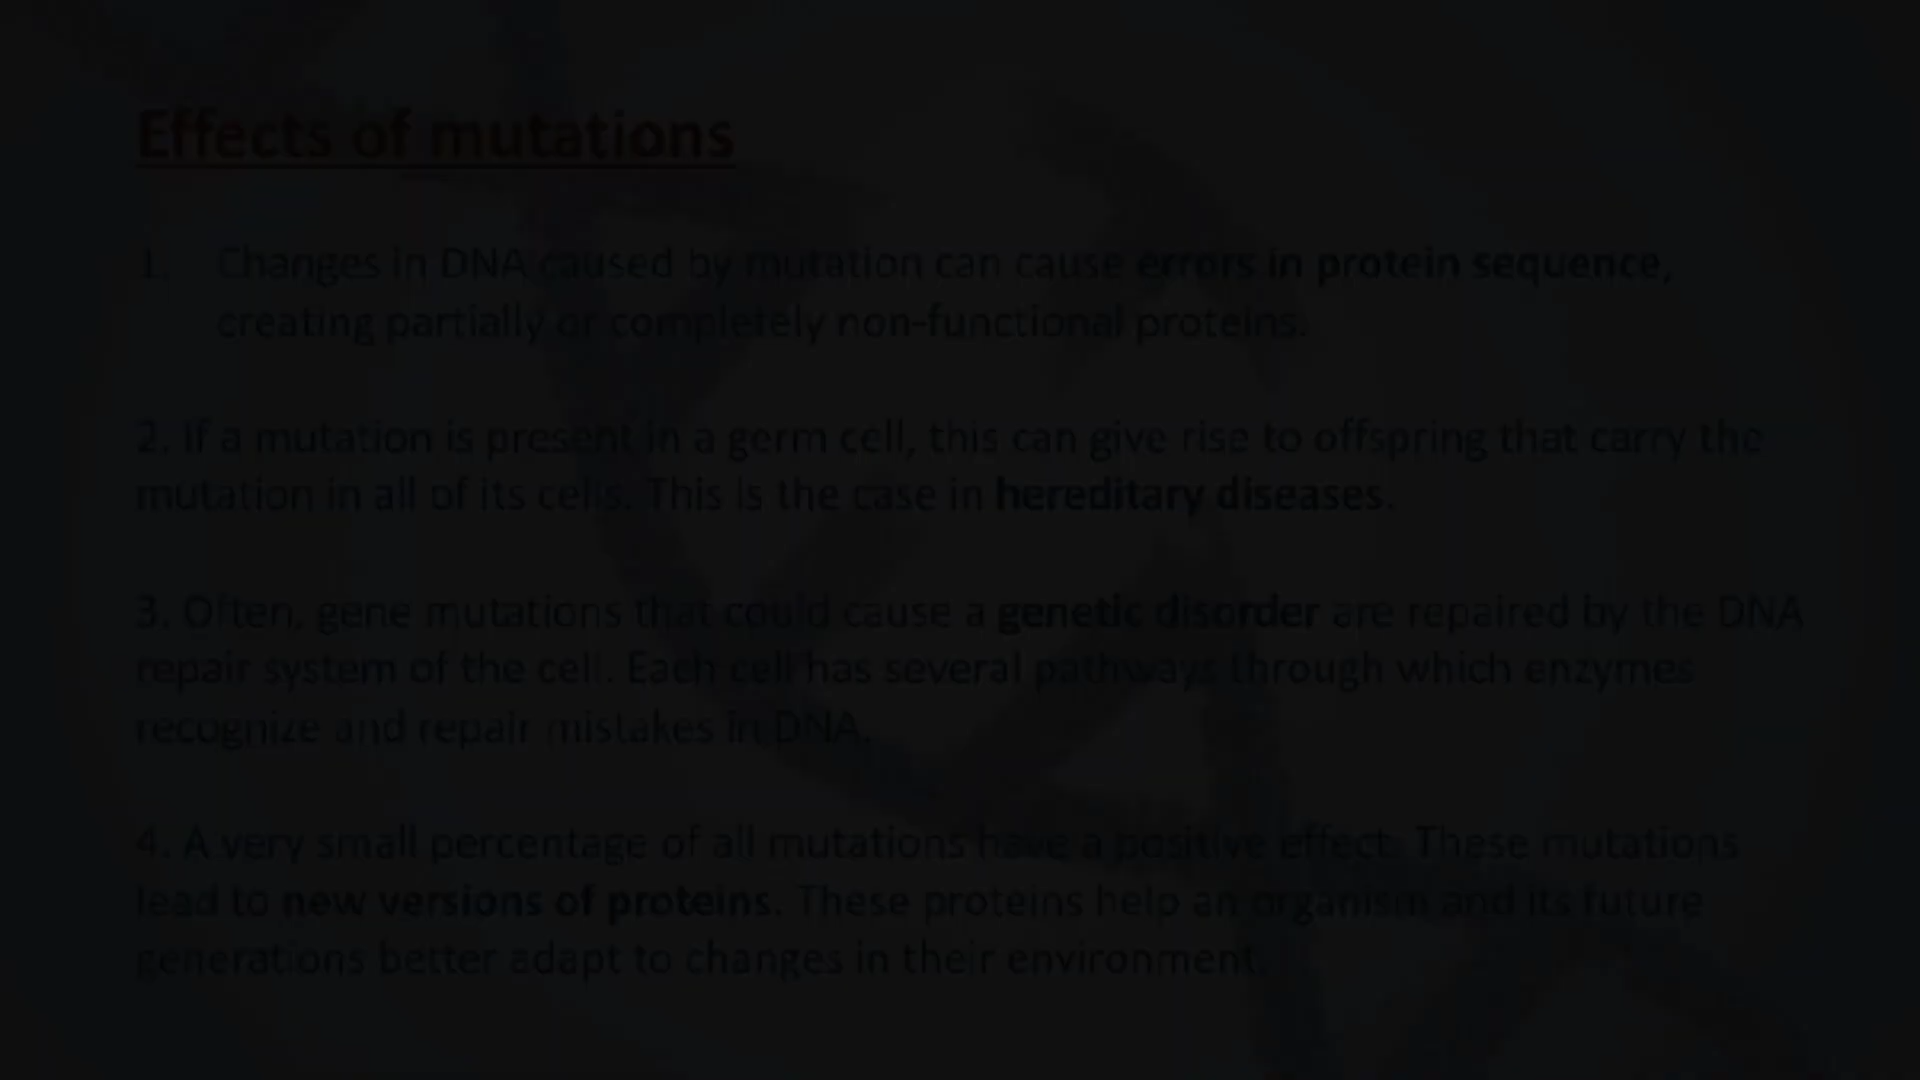 Effects of mutations
1. Changes in DNA caused by mutation can cause errors in protein sequence,
creating partially or completely non-functional proteins.
2. If a mutation is present in a germ cell, this can give rise to offspring that carry the
mutation in all of its cells. This is the case in hereditary diseases.
3. Often, gene mutations that could cause a genetic disorder are repaired by the DNA
repair system of the cell. Each cell has several pathways through which enzymes
recognize and repair mistakes in DNA.
4. A very small percentage of all mutations have a positive effect. These mutations
lead to new versions of proteins. These proteins help an organism and its future
generations better adapt to changes in their environment.